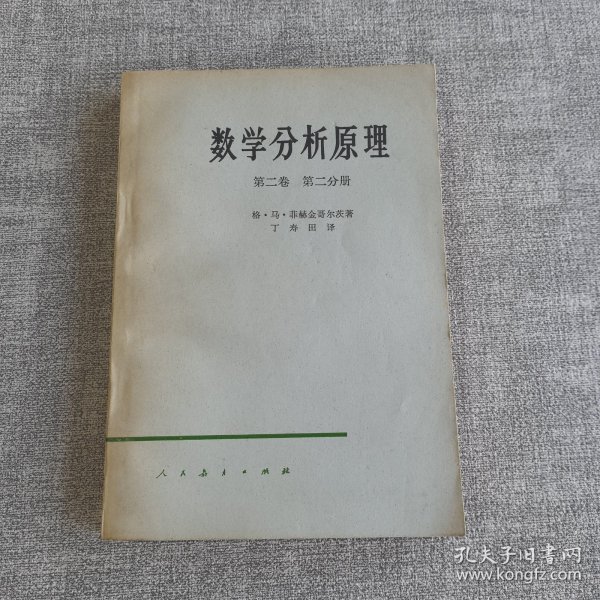 数学分析原理
第二卷 第二分册
格·马·菲赫金哥尔茨著
丁寿田译
人民教育出版社
孔夫子旧书网
www.kongfz.com